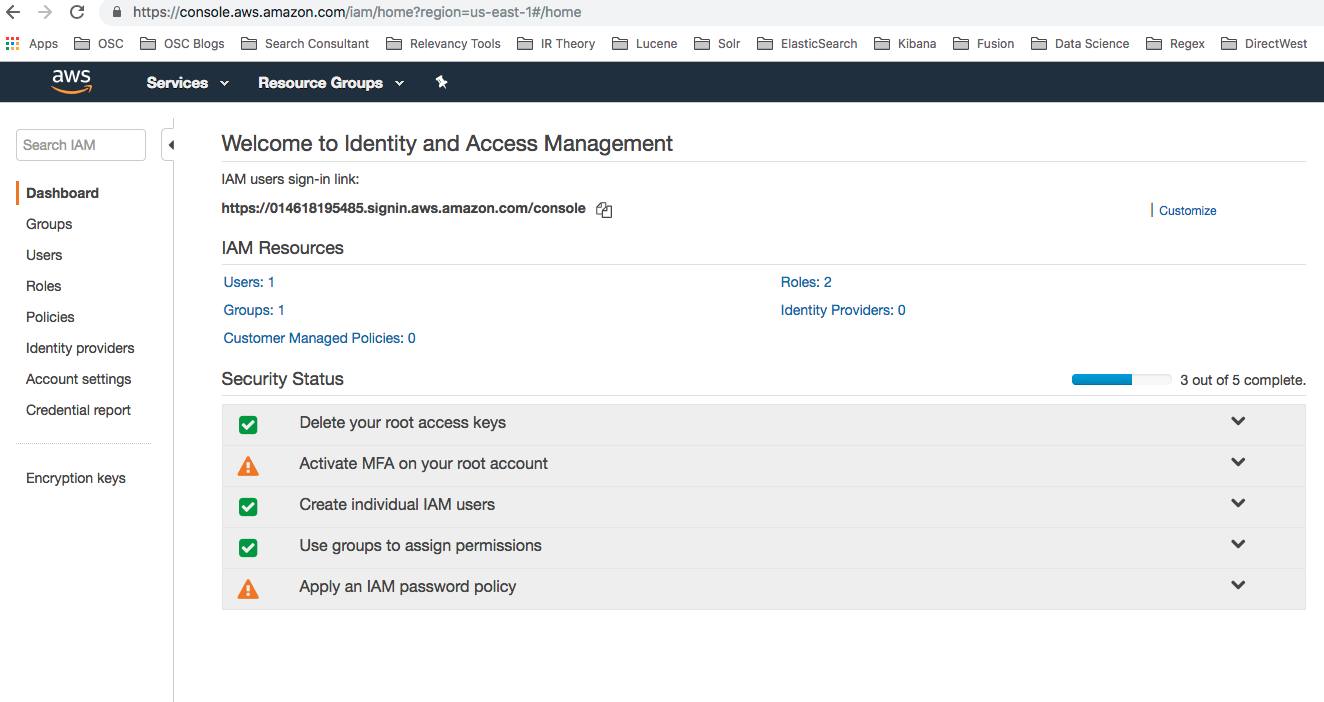 https://console.aws.amazon.com/iam/home?region=us-east-1#/home
Apps OSC OSC Blogs Search Consultant Relevancy Tools IR Theory Lucene Solr ElasticSearch Kibana Fusion Data Science Regex DirectWest
aws Services Resource Groups
Search IAM
Dashboard
Groups
Users
Roles
Policies
Identity providers
Account settings
Credential report
Encryption keys
Welcome to Identity and Access Management
IAM users sign-in link:
https://014618195485.signin.aws.amazon.com/console
Customize
IAM Resources
Users: 1 Roles: 2
Groups: 1 Identity Providers: 0
Customer Managed Policies: 0
Security Status 3 out of 5 complete.
Delete your root access keys
Activate MFA on your root account
Create individual IAM users
Use groups to assign permissions
Apply an IAM password policy